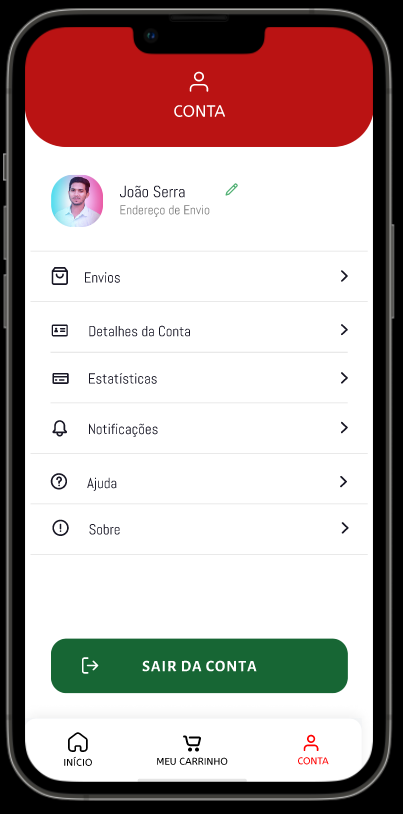 CONTA
João Serra
Endereço de Envio
Envios
Detalhes da Conta
Estatísticas
Notificações
Ajuda
Sobre
SAIR DA CONTA
INÍCIO
MEU CARRINHO
CONTA